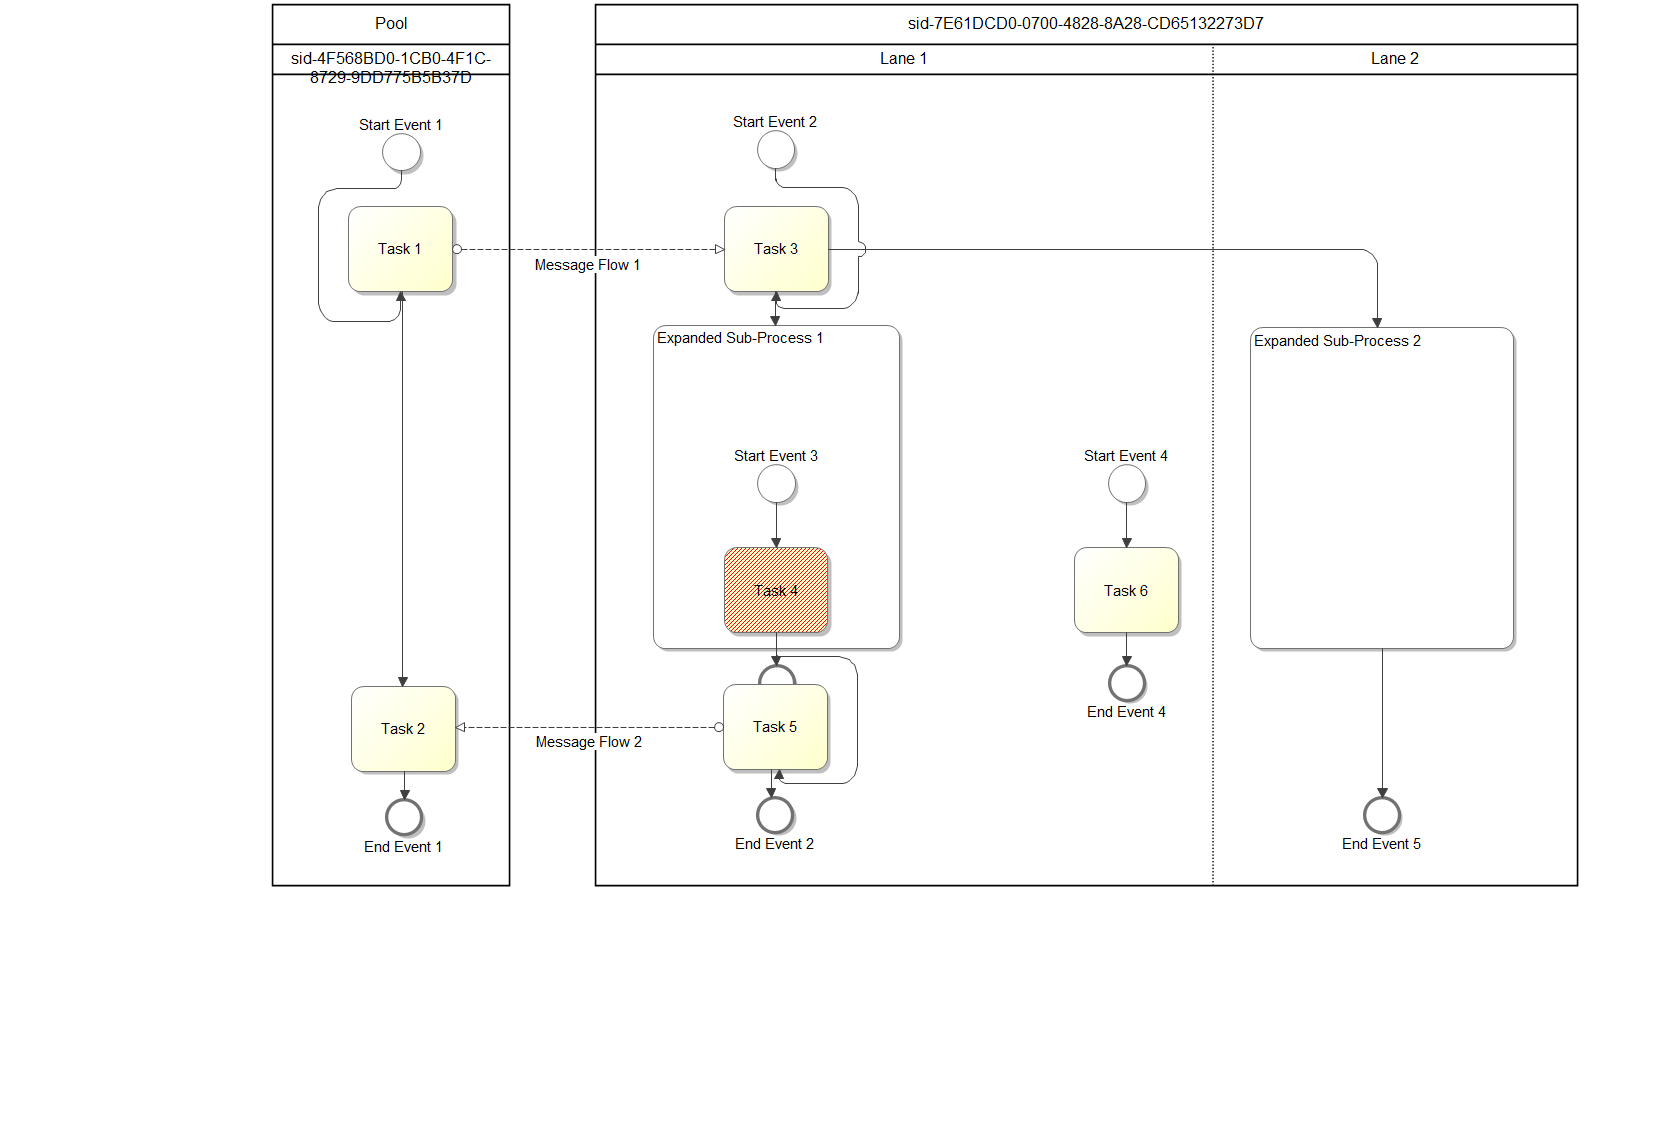 Pool
sid-4F568BD0-1CB0-4F1C-
8729-9DD775B5B37D
sid-7E61DCD0-0700-4828-8A28-CD65132273D7
Lane 1
Lane 2
Start Event 1
Start Event 2
Task 1
Message Flow 1
Task 3
Expanded Sub-Process 1
Expanded Sub-Process 2
Start Event 3
Start Event 4
Task 4
Task 6
End Event 4
Task 2
Message Flow 2
Task 5
End Event 1
End Event 2
End Event 5